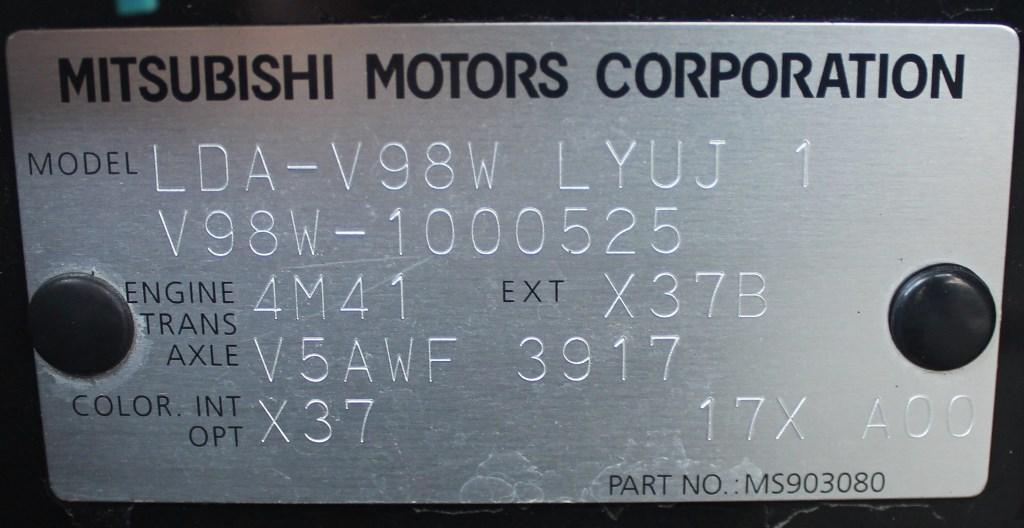 MITSUBISHI MOTORS CORPORATION
MODEL LDA-V98W LYUJ 1
V98W-1000525
ENGINE 4M41 EXT X37B
TRANS
AXLE V5AWF 3917
COLOR. INT X37 17X A00
OPT
PART NO.:MS903080